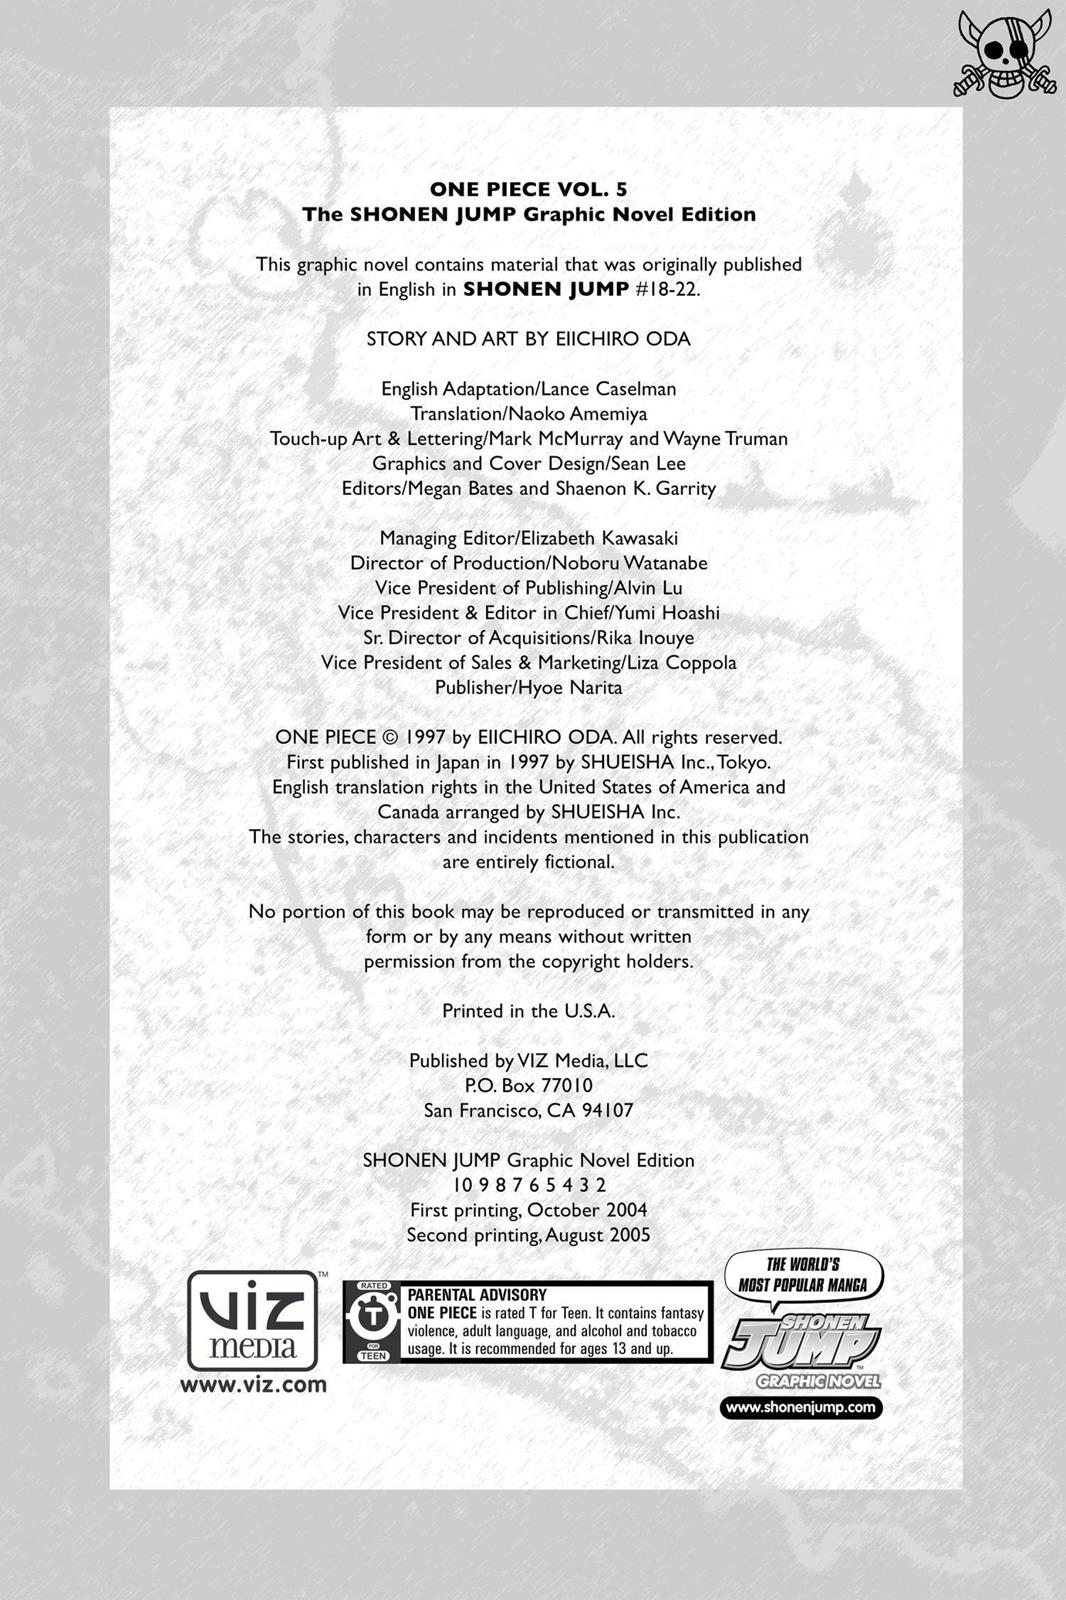 ONE PIECE VOL. 5
The SHONEN JUMP Graphic Novel Edition
This graphic novel contains material that was originally published
in English in SHONEN JUMP #18-22.
STORY AND ART BY EIICHIRO ODA
English Adaptation/Lance Caselman
Translation/Naoko Amemiya
Touch-up Art & Lettering/Mark McMurray and Wayne Truman
Graphics and Cover Design/Sean Lee
Editors/Megan Bates and Shaenon K. Garrity
Managing Editor/Elizabeth Kawasaki
Director of Production/Noboru Watanabe
Vice President of Publishing/Alvin Lu
Vice President & Editor in Chief/Yumi Hoashi
Sr. Director of Acquisitions/Rika Inouye
Vice President of Sales & Marketing/Liza Coppola
Publisher/Hyoe Narita
ONE PIECE © 1997 by EIICHIRO ODA. All rights reserved.
First published in Japan in 1997 by SHUEISHA Inc., Tokyo.
English translation rights in the United States of America and
Canada arranged by SHUEISHA Inc.
The stories, characters and incidents mentioned in this publication
are entirely fictional.
No portion of this book may be reproduced or transmitted in any
form or by any means without written
permission from the copyright holders.
Printed in the U.S.A.
Published by VIZ Media, LLC
P.O. Box 77010
San Francisco, CA 94107
SHONEN JUMP Graphic Novel Edition
10 9 8 7 6 5 4 3 2
First printing, October 2004
Second printing, August 2005
viz ™
media
www.viz.com
RATED
T
FOR
TEEN
PARENTAL ADVISORY
ONE PIECE is rated T for Teen. It contains fantasy
violence, adult language, and alcohol and tobacco
usage. It is recommended for ages 13 and up.
THE WORLD'S
MOST POPULAR MANGA
SHONEN
JUMP ™
GRAPHIC NOVEL
www.shonenjump.com